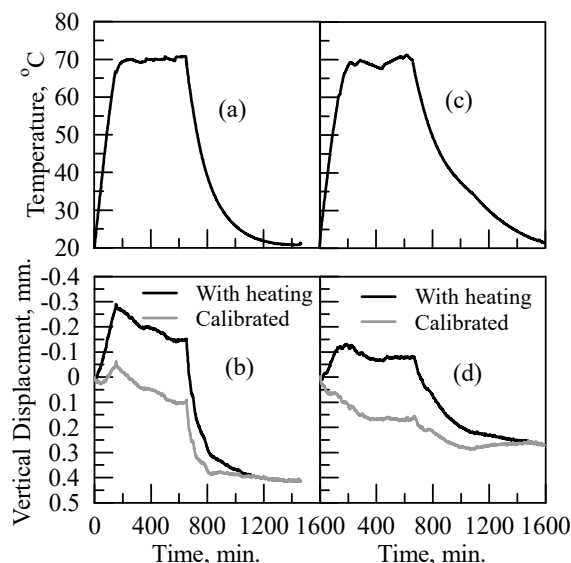 80
70
60
50
40
30
20
Temperature, °C
(a)
(c)
-0.4
-0.3
-0.2
-0.1
0
0.1
0.2
0.3
0.4
0.5
Vertical Displacment, mm.
With heating
Calibrated
(b)
With heating
Calibrated
(d)
0 400 800 1200 1600 400 800 1200 1600
Time, min. Time, min.